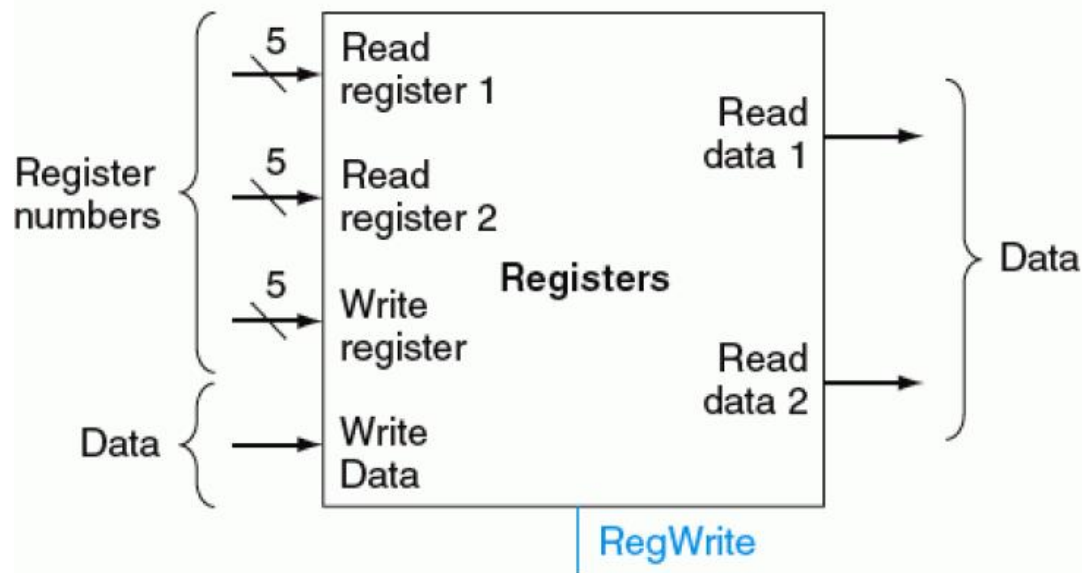 5
Read
register 1
5
Read
register 2
5
Write
register
Write
Data
Register
numbers
Data
Registers
Read
data 1
Read
data 2
Data
RegWrite